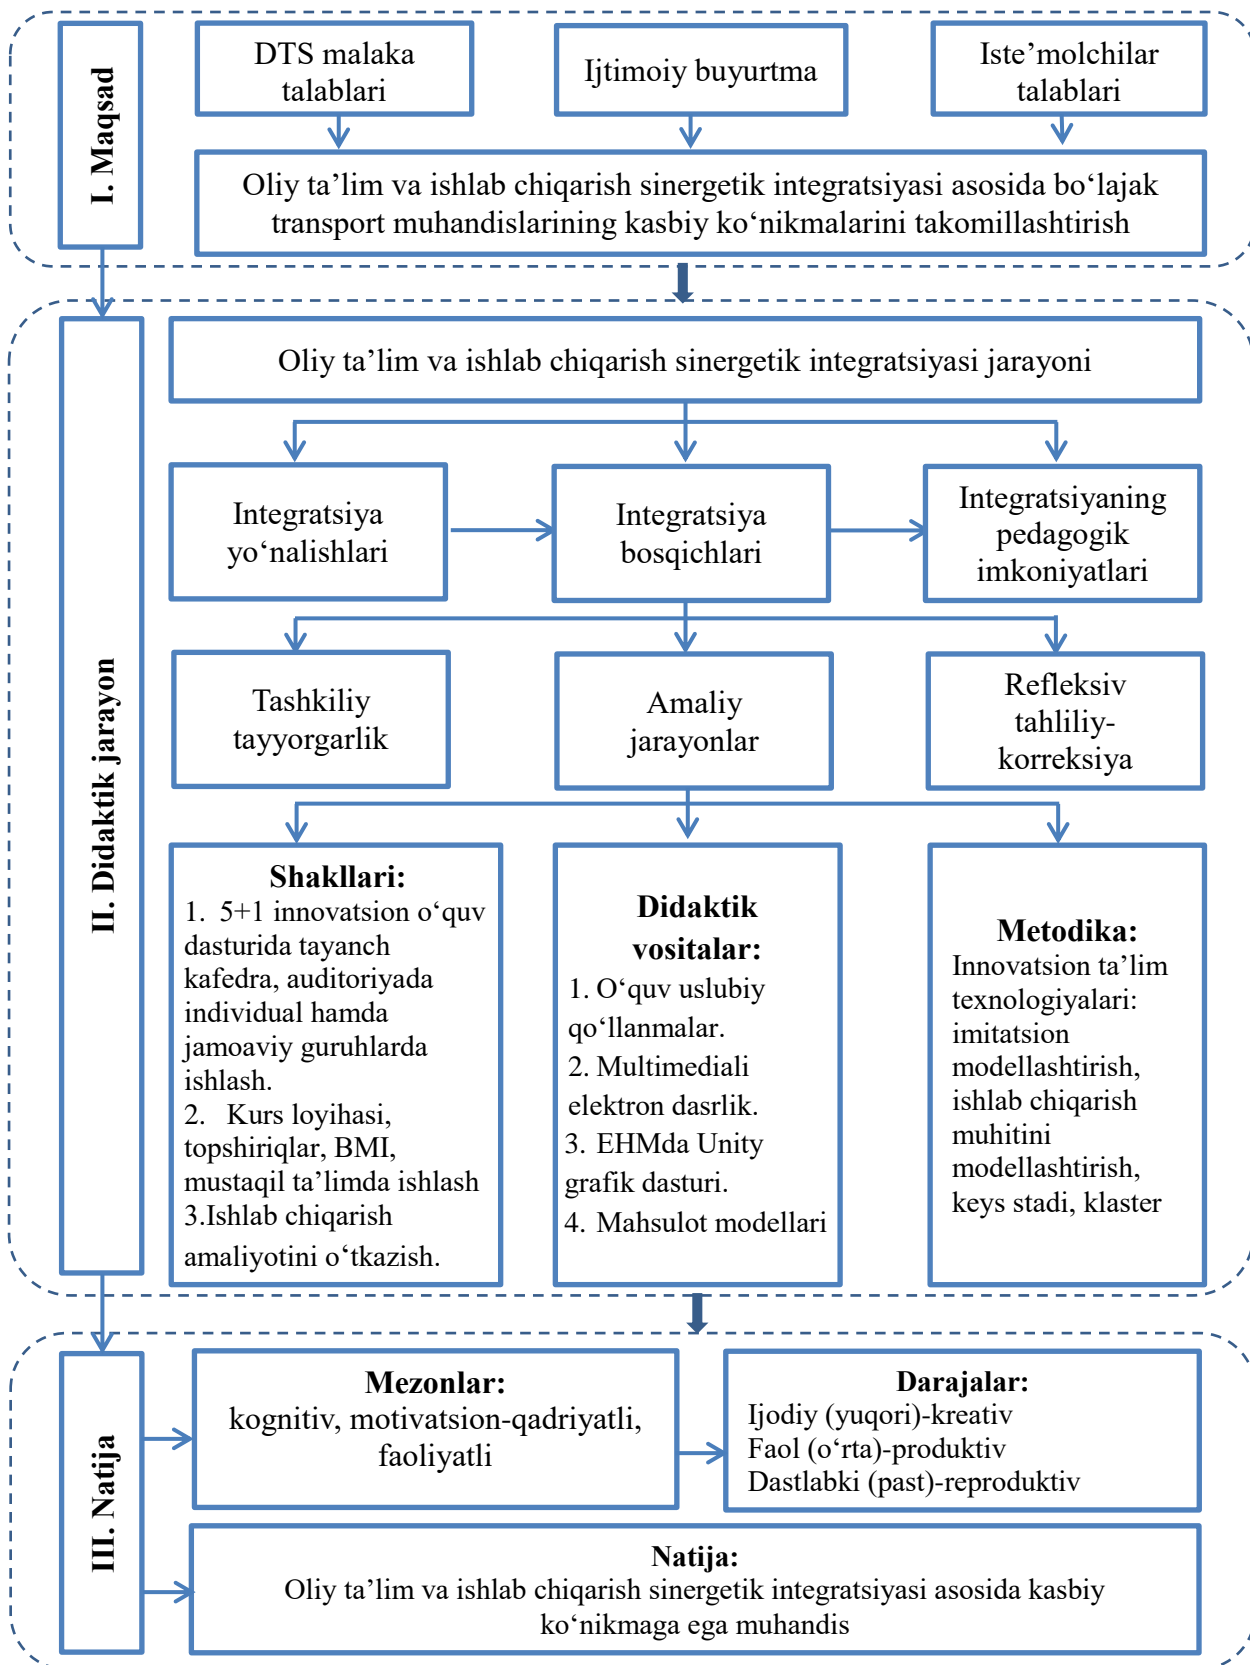 I. Maqsad
DTS malaka
talablari
Ijtimoiy buyurtma
Iste’molchilar
talablari
Oliy ta’lim va ishlab chiqarish sinergetik integratsiyasi asosida bo‘lajak
transport muhandislarining kasbiy ko‘nikmalarini takomillashtirish
II. Didaktik jarayon
Oliy ta’lim va ishlab chiqarish sinergetik integratsiyasi jarayoni
Integratsiya
yo‘nalishlari
Integratsiya
bosqichlari
Integratsiyaning
pedagogik
imkoniyatlari
Tashkiliy
tayyorgarlik
Amaliy
jarayonlar
Refleksiv
tahliliy-
korreksiya
Shakllari:
1. 5+1 innovatsion o‘quv
dasturida tayanch
kafedra, auditoriyada
individual hamda
jamoaviy guruhlarda
ishlash.
2. Kurs loyihasi,
topshiriqlar, BMI,
mustaqil ta’limda ishlash
3.Ishlab chiqarish
amaliyotini o‘tkazish.
Didaktik
vositalar:
1. O‘quv uslubiy
qo‘llanmalar.
2. Multimediali
elektron dasrlik.
3. EHMda Unity
grafik dasturi.
4. Mahsulot modellari
Metodika:
Innovatsion ta’lim
texnologiyalari:
imitatsion
modellashtirish,
ishlab chiqarish
muhitini
modellashtirish,
keys stadi, klaster
III. Natija
Mezonlar:
kognitiv, motivatsion-qadriyatli,
faoliyatli
Darajalar:
Ijodiy (yuqori)-kreativ
Faol (o‘rta)-produktiv
Dastlabki (past)-reproduktiv
Natija:
Oliy ta’lim va ishlab chiqarish sinergetik integratsiyasi asosida kasbiy
ko‘nikmaga ega muhandis